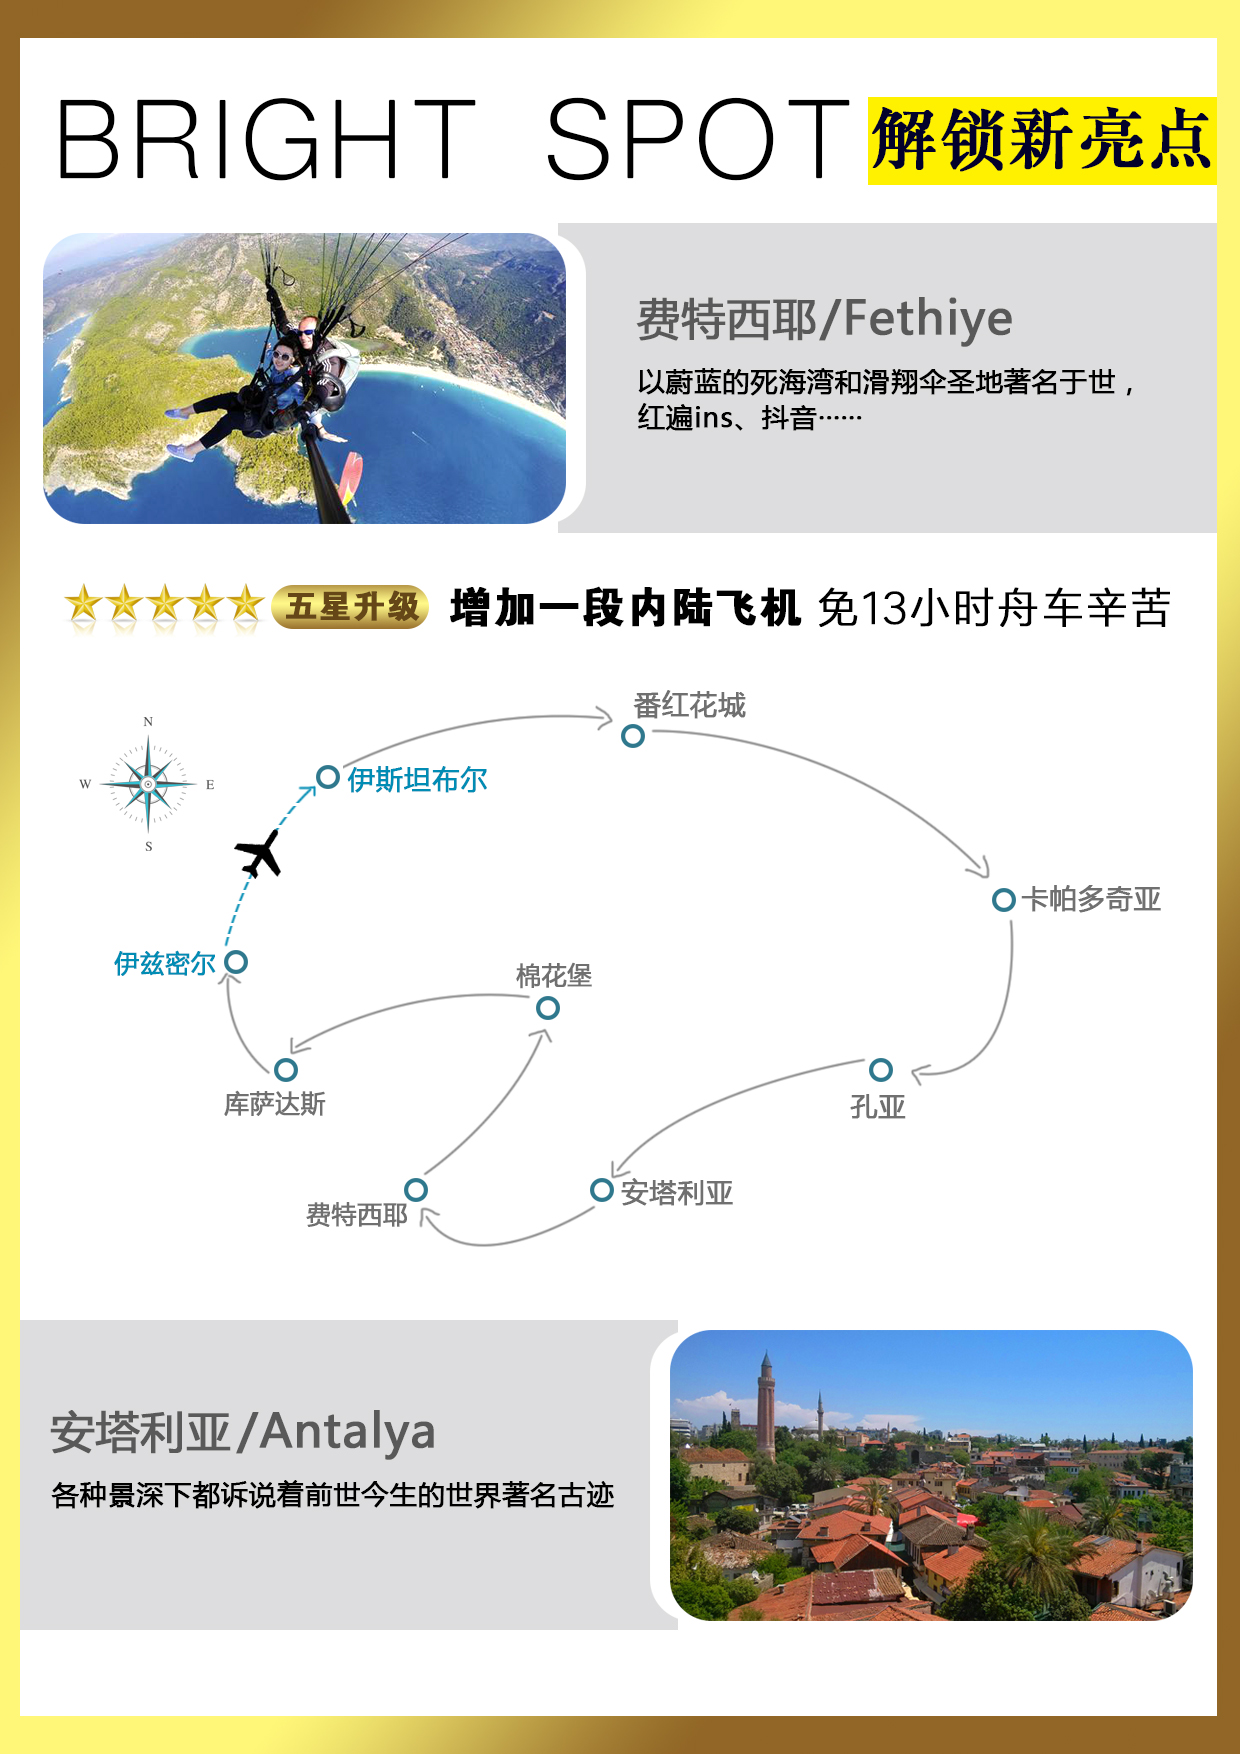 BRIGHT SPOT 解锁新亮点
费特西耶/Fethiye
以蔚蓝的死海湾和滑翔伞圣地著名于世，
红遍ins、抖音……
五星升级 增加一段内陆飞机 免13小时舟车辛苦
番红花城
N
W
E
S
伊斯坦布尔
卡帕多奇亚
伊兹密尔
棉花堡
库萨达斯
孔亚
安塔利亚
费特西耶
安塔利亚/Antalya
各种景深下都诉说着前世今生的世界著名古迹